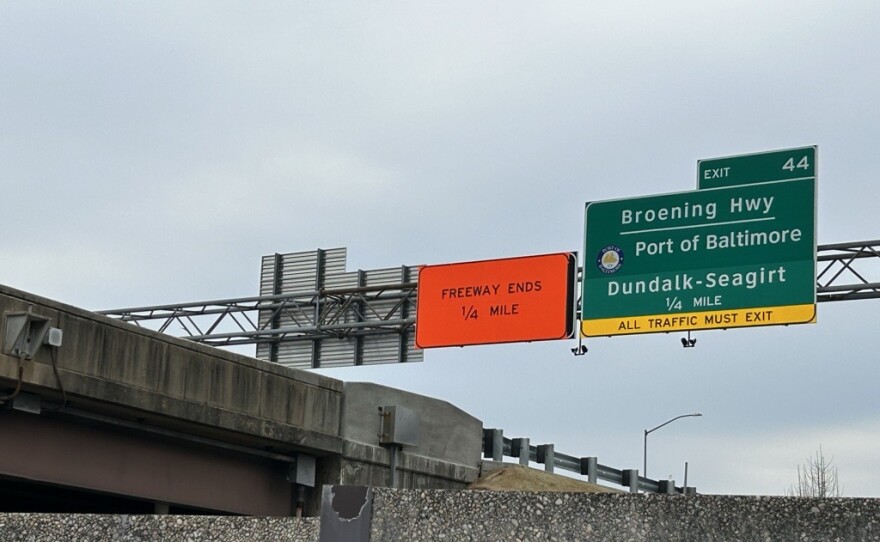 FREEWAY ENDS
1/4 MILE
EXIT 44
Broening Hwy
Port of Baltimore
Dundalk-Seagirt
1/4 MILE
ALL TRAFFIC MUST EXIT